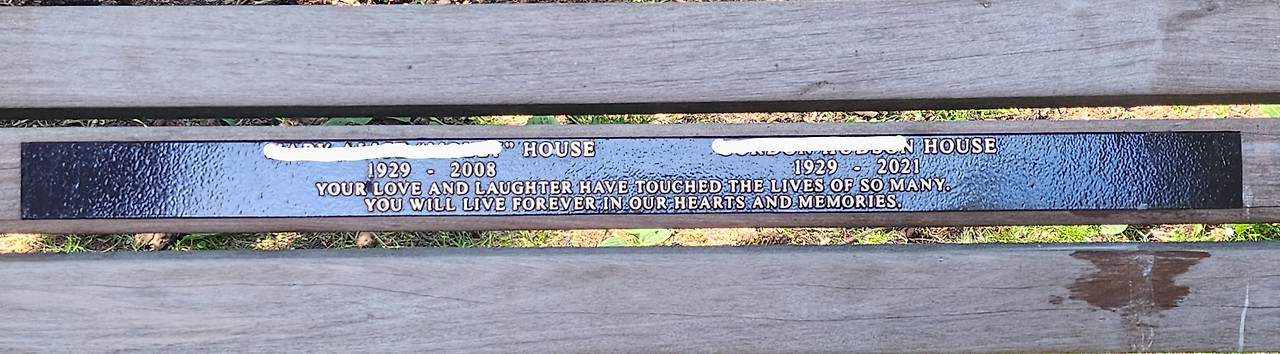 " HOUSE HOUSE
1929 - 2008 1929 - 2021
YOUR LOVE AND LAUGHTER HAVE TOUCHED THE LIVES OF SO MANY.
YOU WILL LIVE FOREVER IN OUR HEARTS AND MEMORIES.